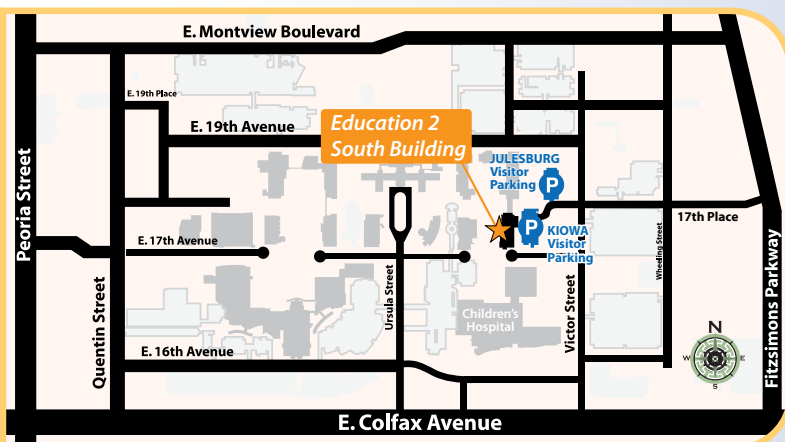 E. Montview Boulevard
E. 19th Place
E. 19th Avenue
Education 2
South Building
JULESBURG
Visitor
Parking
P
P
KIOWA
Visitor
Parking
17th Place
Peoria Street
E. 17th Avenue
Quentin Street
Ursula Street
Victor Street
Wheeling Street
Fitzsimons Parkway
Children's
Hospital
N
W
E
S
E. 16th Avenue
E. Colfax Avenue